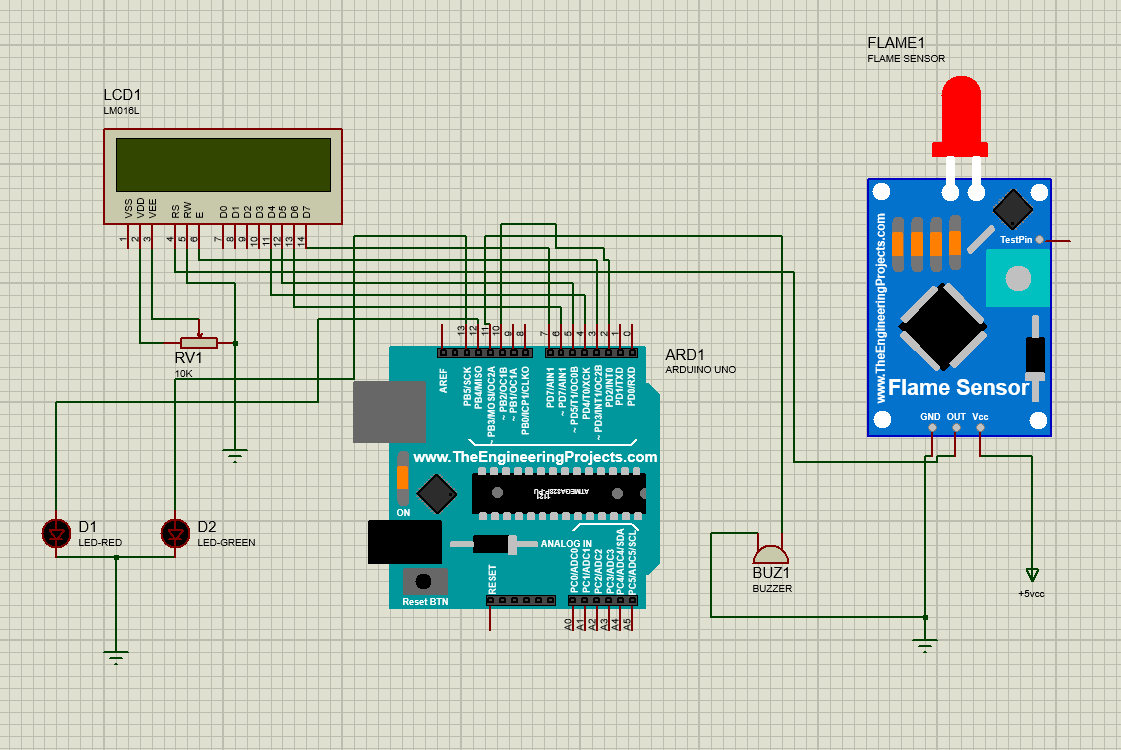 FLAME1
FLAME SENSOR
LCD1
LM016L
VSS
VDD
VEE
RS
RW
E
D0
D1
D2
D3
D4
D5
D6
D7
1
2
3
4
5
6
7
8
9
10
11
12
13
14
RV1
10K
TestPin
www.TheEngineeringProjects.com
Flame Sensor
GND OUT Vcc
13
12
11
10
9
8
7
6
5
4
3
2
1
0
ARD1
ARDUINO UNO
AREF
PB5/SCK
PB4/MISO
~ PB3/MOSI/OC2A
~ PB2/OC1B
~ PB1/OC1A
PB0/ICP1/CLKO
PD7/AIN1
~ PD7/AIN1
~ PD5/T1/OC0B
PD4/T0/XCK
~ PD3/INT1/OC2B
PD2/INT0
PD1/TXD
PD0/RXD
www.TheEngineeringProjects.com
ON
ANALOG IN
RESET
PC0/ADC0
PC1/ADC1
PC2/ADC2
PC3/ADC3
PC4/ADC4/SDA
PC5/ADC5/SCL
Reset BTN
A0
A1
A2
A3
A4
A5
D1
LED-RED
D2
LED-GREEN
BUZ1
BUZZER
+5vcc